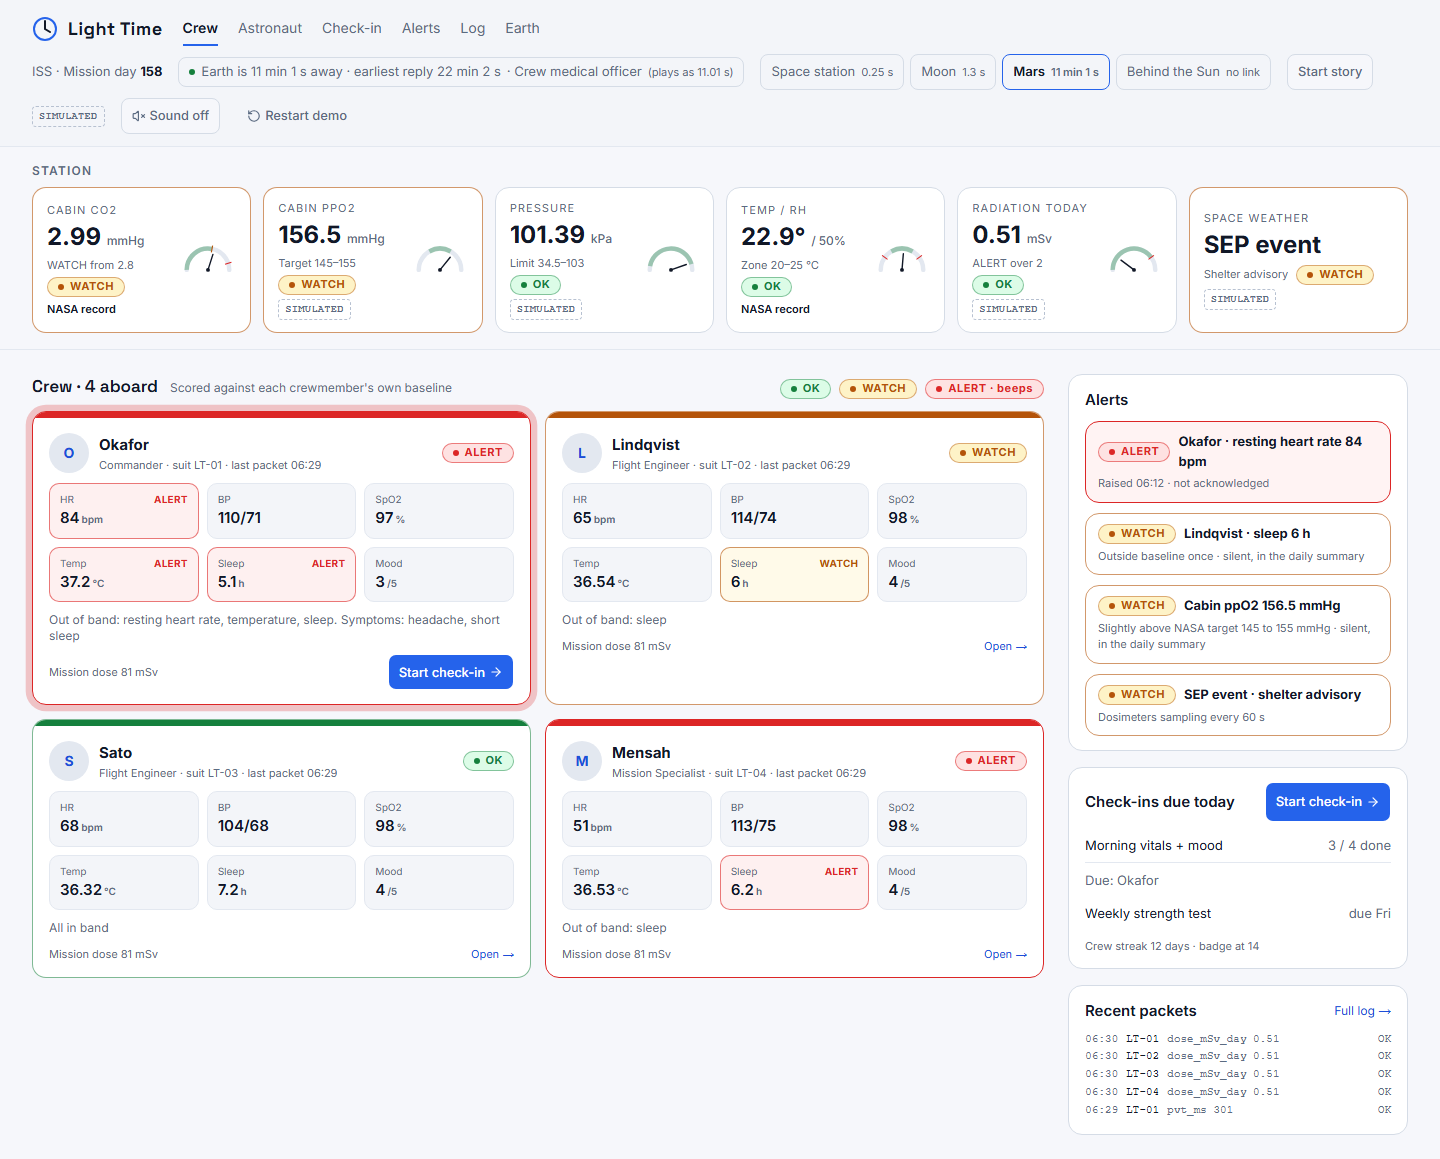 Light Time
Crew
Astronaut
Check-in
Alerts
Log
Earth
ISS · Mission day 158
Earth is 11 min 1 s away · earliest reply 22 min 2 s · Crew medical officer (plays as 11.01 s)
Space station 0.25 s
Moon 1.3 s
Mars 11 min 1 s
Behind the Sun no link
Start story
SIMULATED
Sound off
Restart demo
STATION
CABIN CO2
2.99 mmHg
WATCH from 2.8
WATCH
NASA record
CABIN PPO2
156.5 mmHg
Target 145–155
WATCH
SIMULATED
PRESSURE
101.39 kPa
Limit 34.5–103
OK
SIMULATED
TEMP / RH
22.9° / 50%
Zone 20–25 °C
OK
NASA record
RADIATION TODAY
0.51 mSv
ALERT over 2
OK
SIMULATED
SPACE WEATHER
SEP event
Shelter advisory WATCH
SIMULATED
Crew · 4 aboard
Scored against each crewmember's own baseline
OK
WATCH
ALERT · beeps
O
Okafor
Commander · suit LT-01 · last packet 06:29
ALERT
HR ALERT
84 bpm
BP
110/71
SpO2
97 %
Temp ALERT
37.2 °C
Sleep ALERT
5.1 h
Mood
3 /5
Out of band: resting heart rate, temperature, sleep. Symptoms: headache, short
sleep
Mission dose 81 mSv
Start check-in →
L
Lindqvist
Flight Engineer · suit LT-02 · last packet 06:29
WATCH
HR
65 bpm
BP
114/74
SpO2
98 %
Temp
36.54 °C
Sleep WATCH
6 h
Mood
4 /5
Out of band: sleep
Mission dose 81 mSv
Open →
S
Sato
Flight Engineer · suit LT-03 · last packet 06:29
OK
HR
68 bpm
BP
104/68
SpO2
98 %
Temp
36.32 °C
Sleep
7.2 h
Mood
4 /5
All in band
Mission dose 81 mSv
Open →
M
Mensah
Mission Specialist · suit LT-04 · last packet 06:29
ALERT
HR
51 bpm
BP
113/75
SpO2
98 %
Temp
36.53 °C
Sleep ALERT
6.2 h
Mood
4 /5
Out of band: sleep
Mission dose 81 mSv
Open →
Alerts
ALERT
Okafor · resting heart rate 84
bpm
Raised 06:12 · not acknowledged
WATCH Lindqvist · sleep 6 h
Outside baseline once · silent, in the daily summary
WATCH Cabin ppO2 156.5 mmHg
Slightly above NASA target 145 to 155 mmHg · silent,
in the daily summary
WATCH SEP event · shelter advisory
Dosimeters sampling every 60 s
Check-ins due today
Start check-in →
Morning vitals + mood 3 / 4 done
Due: Okafor
Weekly strength test due Fri
Crew streak 12 days · badge at 14
Recent packets
Full log →
06:30 LT-01 dose_mSv_day 0.51 OK
06:30 LT-02 dose_mSv_day 0.51 OK
06:30 LT-03 dose_mSv_day 0.51 OK
06:30 LT-04 dose_mSv_day 0.51 OK
06:29 LT-01 pvt_ms 301 OK